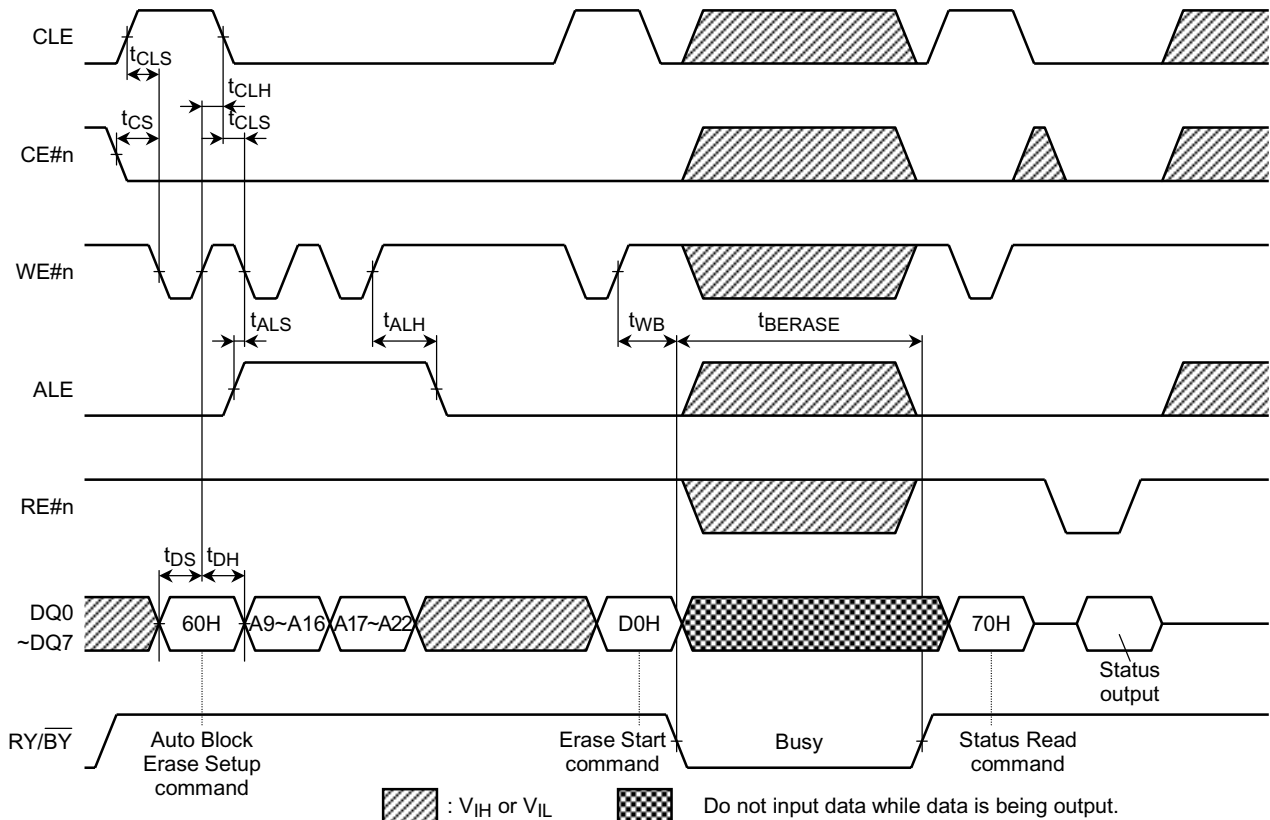 CLE
tCLS
tCLH
tCS
tCLS
CE#n
WE#n
tALS
tALH
tWB
tBERASE
ALE
RE#n
tDS
tDH
DQ0
~DQ7
60H
A9~A16
A17~A22
D0H
70H
Status
output
RY/B̅Y̅
Auto Block
Erase Setup
command
Erase Start
command
Busy
Status Read
command
: VIH or VIL
Do not input data while data is being output.